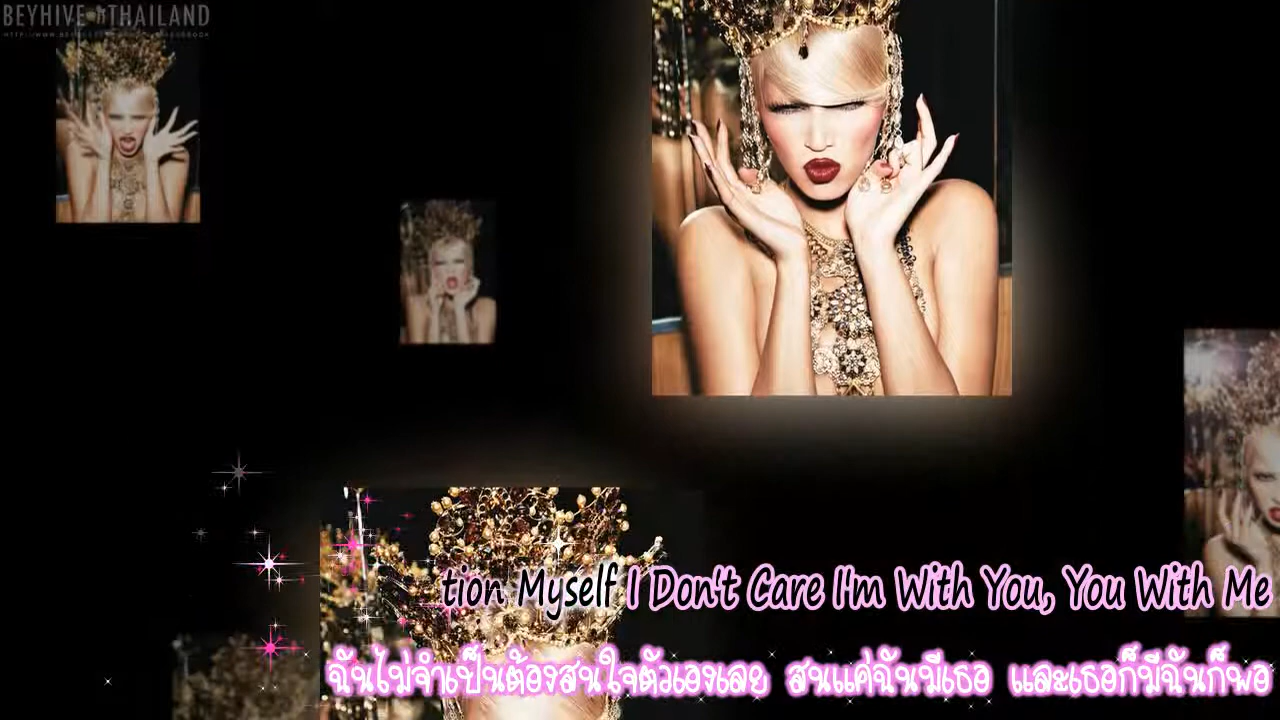 BEYHIVE THAILAND
tion Myself I Don't Care I'm With You, You With Me
ฉันไม่จำเป็นต้องสนใจตัวเองเลย สนแค่ฉันมีเธอ และเธอก็มีฉันก็พอ